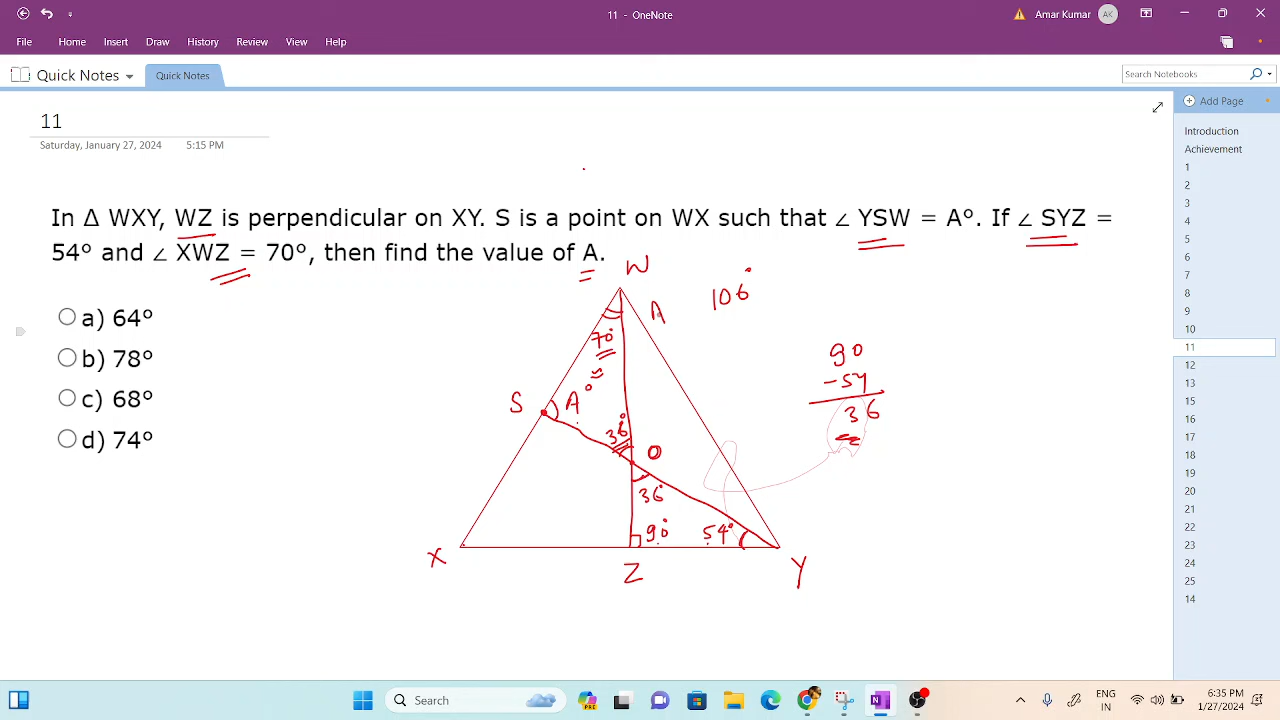 11 - OneNote
Amar Kumar AK
File Home Insert Draw History Review View Help
Quick Notes Quick Notes
Search Notebooks
Add Page
11
Saturday, January 27, 2024 5:15 PM
Introduction
Achievement
1
2
3
4
5
6
7
8
9
10
11
12
13
15
16
17
18
19
20
21
22
23
24
25
14
In Δ WXY, WZ is perpendicular on XY. S is a point on WX such that ∠ YSW = A°. If ∠ SYZ =
54° and ∠ XWZ = 70°, then find the value of A.
a) 64°
b) 78°
c) 68°
d) 74°
W
A
106°
70°
90
-54
36
S A°
36°
O
36°
90° 54°
X Z Y
Search
ENG
IN
6:35 PM
1/27/2024